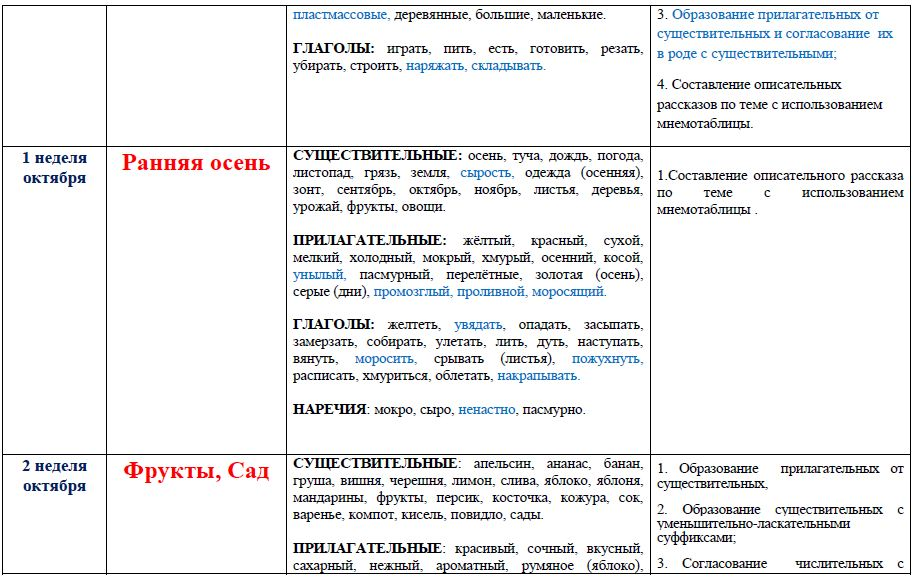 пластмассовые, деревянные, большие, маленькие.
ГЛАГОЛЫ: играть, пить, есть, готовить, резать,
убирать, строить, наряжать, складывать.
3. Образование прилагательных от
существительных и согласование их
в роде с существительными;
4. Составление описательных
рассказов по теме с использованием
мнемотаблицы.
1 неделя
октября
Ранняя осень
СУЩЕСТВИТЕЛЬНЫЕ: осень, туча, дождь, погода,
листопад, грязь, земля, сырость, одежда (осенняя),
зонт, сентябрь, октябрь, ноябрь, листья, деревья,
урожай, фрукты, овощи.
ПРИЛАГАТЕЛЬНЫЕ: жёлтый, красный, сухой,
мелкий, холодный, мокрый, хмурый, осенний, косой,
унылый, пасмурный, перелётные, золотая (осень),
серые (дни), промозглый, проливной, моросящий.
ГЛАГОЛЫ: желтеть, увядать, опадать, засыпать,
замерзать, собирать, улетать, лить, дуть, наступать,
вянуть, моросить, срывать (листья), пожухнуть,
расписать, хмуриться, облетать, накрапывать.
НАРЕЧИЯ: мокро, сыро, ненастно, пасмурно.
1.Составление описательного рассказа
по теме с использованием
мнемотаблицы .
2 неделя
октября
Фрукты, Сад
СУЩЕСТВИТЕЛЬНЫЕ: апельсин, ананас, банан,
груша, вишня, черешня, лимон, слива, яблоко, яблоня,
мандарины, фрукты, персик, косточка, кожура, сок,
варенье, компот, кисель, повидло, сады.
ПРИЛАГАТЕЛЬНЫЕ: красивый, сочный, вкусный,
сахарный, нежный, ароматный, румяное (яблоко),
1. Образование прилагательных от
существительных,
2. Образование существительных с
уменьшительно-ласкательными
суффиксами;
3. Согласование числительных с